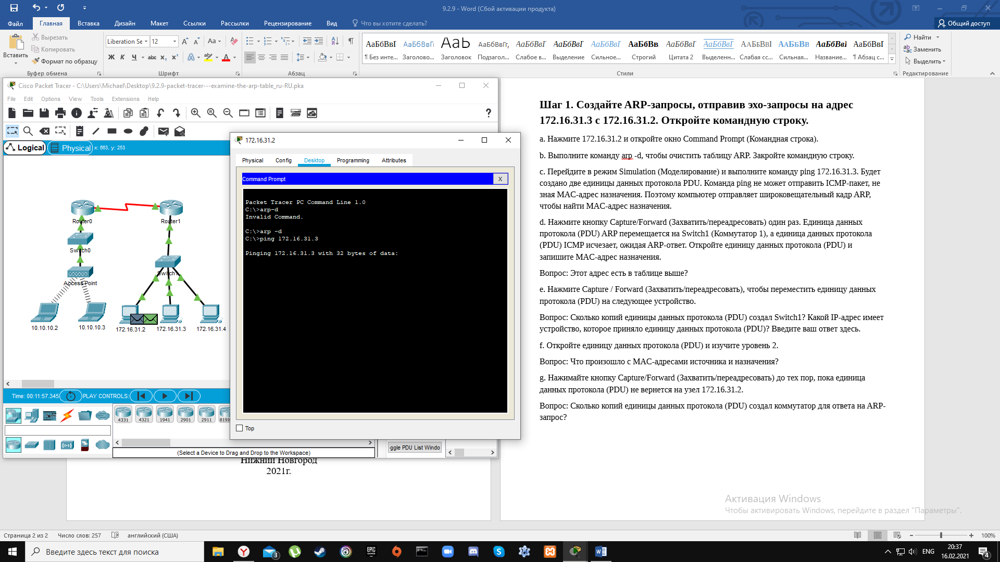 9.2.9 - Word (Сбой активации продукта)
Файл Главная Вставка Дизайн Макет Ссылки Рассылки Рецензирование Вид Что вы хотите сделать? Общий доступ
Вставить
Вырезать
Копировать
Формат по образцу
Буфер обмена
Liberation Se 12
Шрифт
Абзац
АаБбВвІ АаБбВвГг АаЬ АаБбВвГг, АаБбВвГ АаБбВвГ АаБбВвГ АаБбВв. АаБбВвГ АаБбВвГ ААБбВВІ ААББВв АаБбВвІ АаБбВвІ
¶ Без инте... Заголово... Заголовок Подзагол... Слабое в... Выделение Сильное... Строгий Цитата 2 Выделенн... Слабая сс... Сильная... Название... ¶ Абзац с...
Стили
Найти
Заменить
Выделить
Редактирование
Cisco Packet Tracer - C:\Users\Michael\Desktop\9.2.9-packet-tracer---examine-the-arp-table_ru-RU.pka
File Edit Options View Tools Extensions Help
Logical Physical x: 663, y: 253
Router0
Router1
Switch0
Switch1
Access Point
10.10.10.2
10.10.10.3
172.16.31.2
172.16.31.3
172.16.31.4
Time: 00:11:57.345 PLAY CONTROLS:
4331 4321 1941 2901 2911
(Select a Device to Drag and Drop to the Workspace)
ggle PDU List Windo
172.16.31.2
Physical Config Desktop Programming Attributes
Command Prompt X
Packet Tracer PC Command Line 1.0
C:\>arp-d
Invalid Command.
C:\>arp -d
C:\>ping 172.16.31.3
Pinging 172.16.31.3 with 32 bytes of data:
Top
Нижний Новгород
2021г.
Шаг 1. Создайте ARP-запросы, отправив эхо-запросы на адрес
172.16.31.3 с 172.16.31.2. Откройте командную строку.
a. Нажмите 172.16.31.2 и откройте окно Command Prompt (Командная строка).
b. Выполните команду arp -d, чтобы очистить таблицу ARP. Закройте командную строку.
c. Перейдите в режим Simulation (Моделирование) и выполните команду ping 172.16.31.3. Будет
создано две единицы данных протокола PDU. Команда ping не может отправить ICMP-пакет, не
зная MAC-адрес назначения. Поэтому компьютер отправляет широковещательный кадр ARP,
чтобы найти MAC-адрес назначения.
d. Нажмите кнопку Capture/Forward (Захватить/переадресовать) один раз. Единица данных
протокола (PDU) ARP перемещается на Switch1 (Коммутатор 1), а единица данных протокола
(PDU) ICMP исчезает, ожидая ARP-ответ. Откройте единицу данных протокола (PDU) и
запишите MAC-адрес назначения.
Вопрос: Этот адрес есть в таблице выше?
e. Нажмите Capture / Forward (Захватить/переадресовать), чтобы переместить единицу данных
протокола (PDU) на следующее устройство.
Вопрос: Сколько копий единицы данных протокола (PDU) создал Switch1? Какой IP-адрес имеет
устройство, которое приняло единицу данных протокола (PDU)? Введите ваш ответ здесь.
f. Откройте единицу данных протокола (PDU) и изучите уровень 2.
Вопрос: Что произошло с MAC-адресами источника и назначения?
g. Нажимайте кнопку Capture/Forward (Захватить/переадресовать) до тех пор, пока единица
данных протокола (PDU) не вернется на узел 172.16.31.2.
Вопрос: Сколько копий единицы данных протокола (PDU) создал коммутатор для ответа на ARP-
запрос?
Активация Windows
Чтобы активировать Windows, перейдите в раздел "Параметры".
Страница 2 из 2 Число слов: 257 английский (США) 100%
Введите здесь текст для поиска
3
EPIC GAMES
ENG
20:37
16.02.2021
4